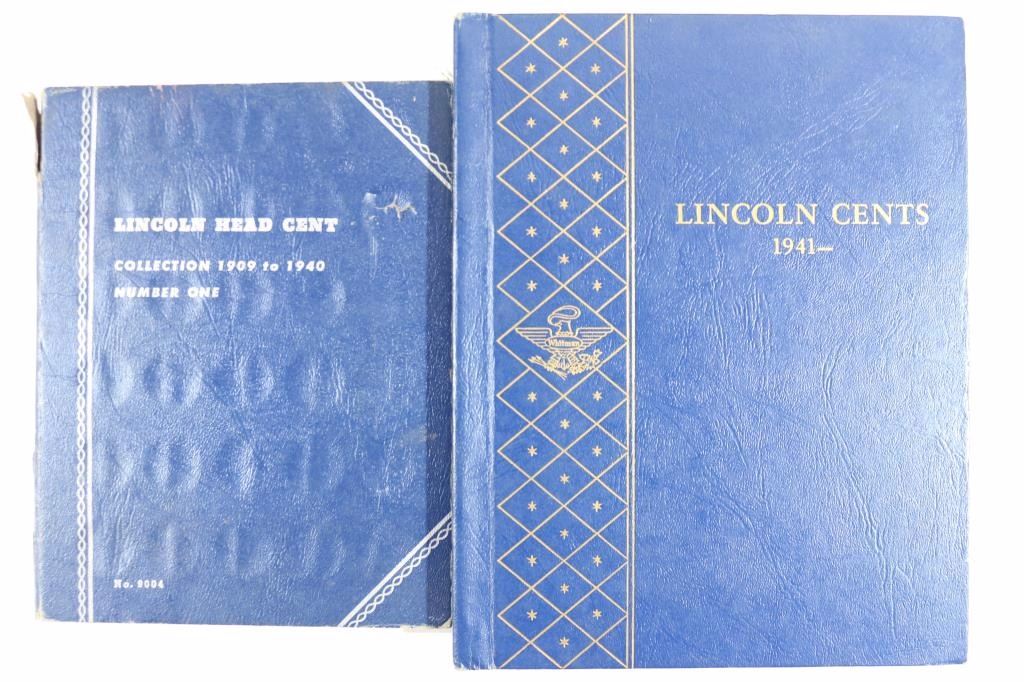 LINCOLN HEAD CENT
COLLECTION 1909 to 1940
NUMBER ONE
No. 9004
LINCOLN CENTS
1941—
Whitman